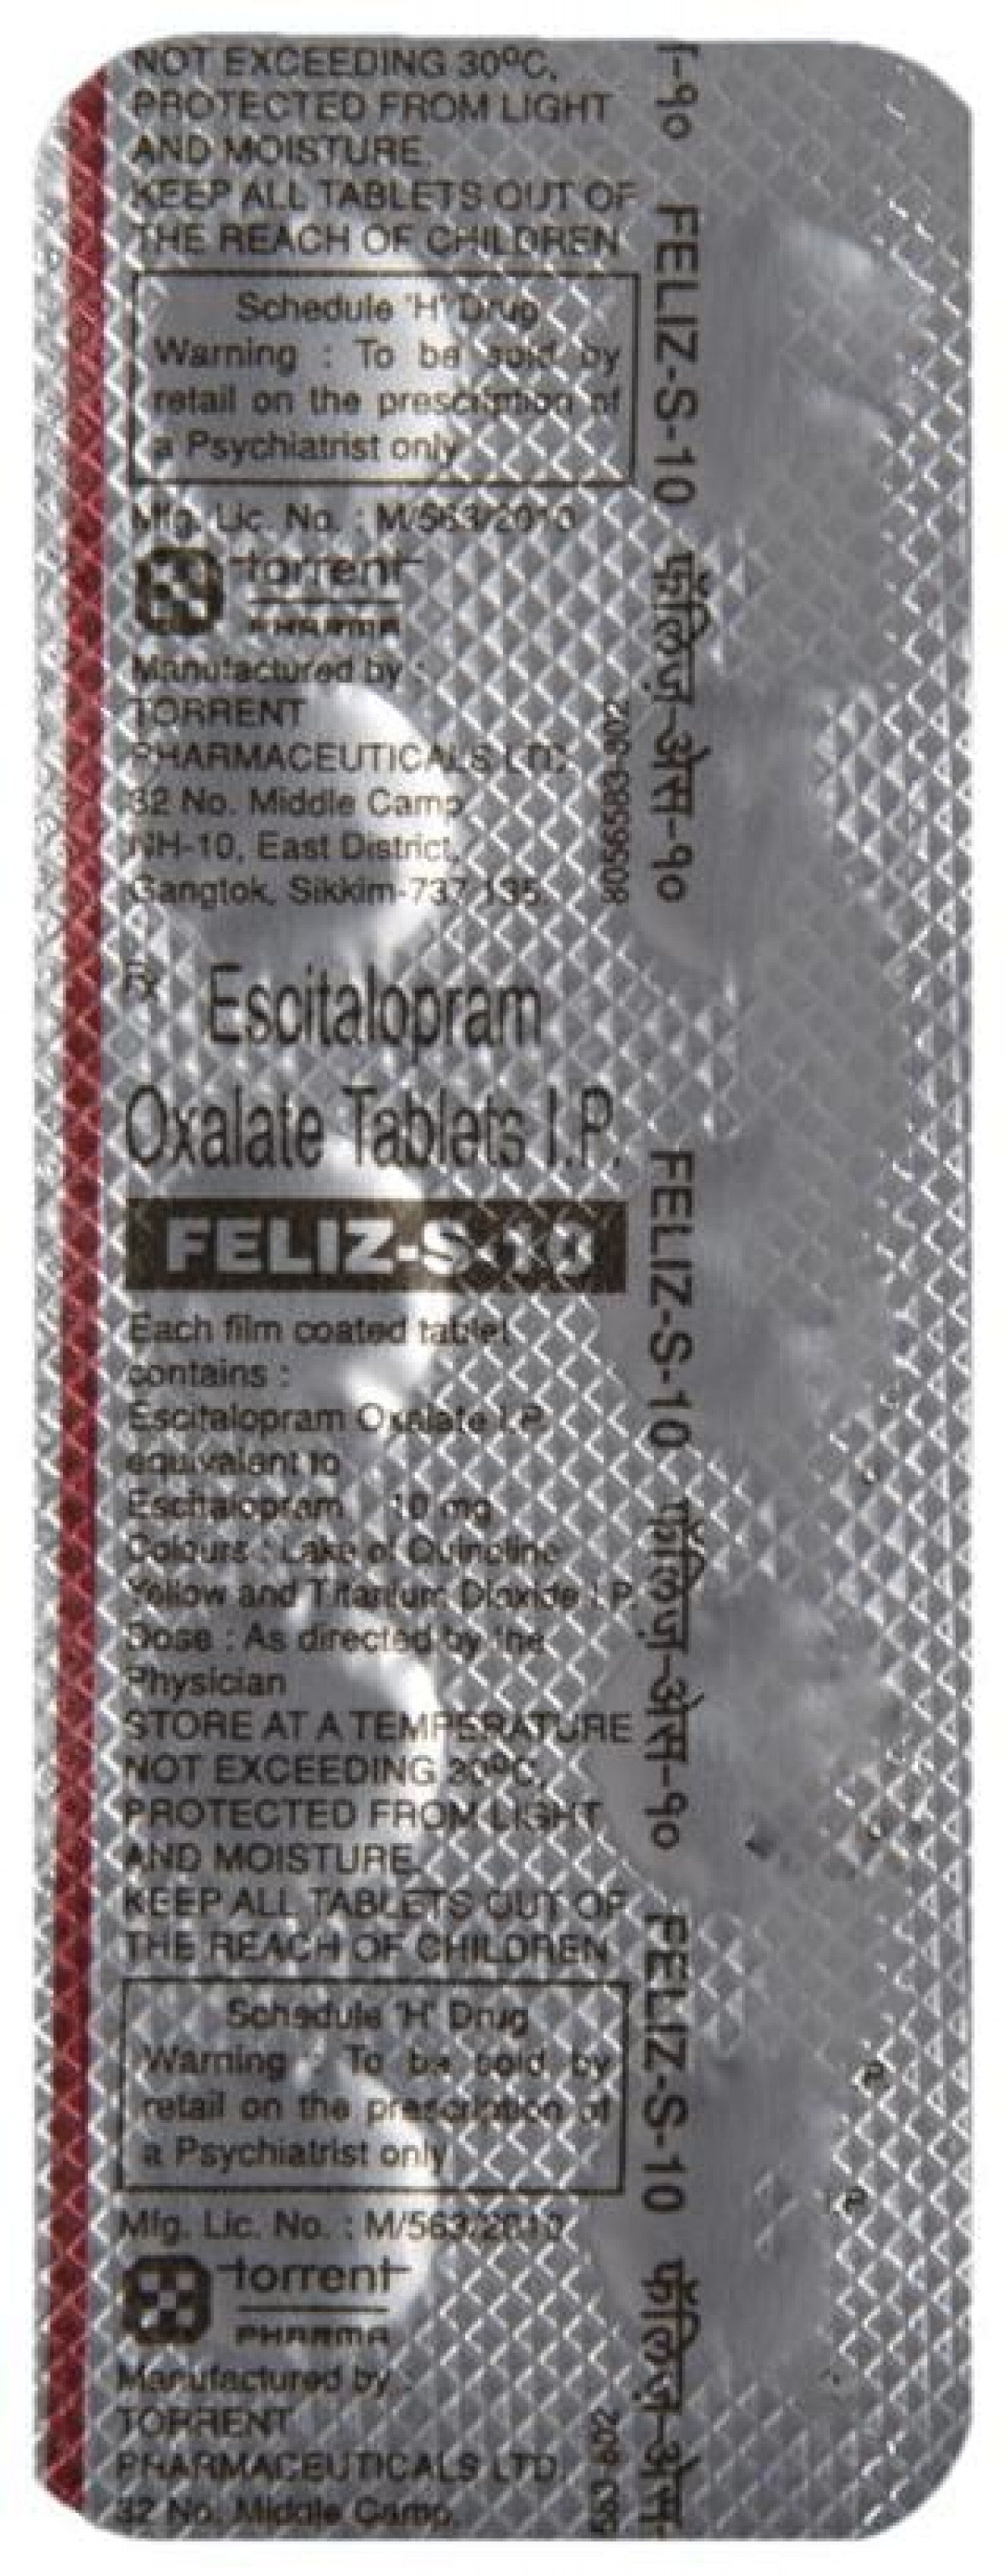 NOT EXCEEDING 30ºC,
PROTECTED FROM LIGHT
AND MOISTURE.
KEEP ALL TABLETS OUT OF
THE REACH OF CHILDREN
Schedule 'H' Drug
Warning : To be sold by
retail on the prescription of
a Psychiatrist only
Mfg. Lic. No. : M/563/2010
torrent
PHARMA
Manufactured by :
TORRENT
PHARMACEUTICALS LTD.
32 No. Middle Camp,
NH-10, East District,
Gangtok, Sikkim-737 135.
8056583-802
Rx Escitalopram
Oxalate Tablets I.P.
FELIZ-S-10
Each film coated tablet
contains :
Escitalopram Oxalate I.P.
equivalent to
Escitalopram 10 mg
Colours : Lake of Quinoline
Yellow and Titanium Dioxide I.P.
Dose : As directed by the
Physician
STORE AT A TEMPERATURE
NOT EXCEEDING 30ºC,
PROTECTED FROM LIGHT
AND MOISTURE.
KEEP ALL TABLETS OUT OF
THE REACH OF CHILDREN
Schedule 'H' Drug
Warning : To be sold by
retail on the prescription of
a Psychiatrist only
Mfg. Lic. No. : M/563/2010
torrent
PHARMA
Manufactured by :
TORRENT
PHARMACEUTICALS LTD.
32 No. Middle Camp,
583-802
-१० FELIZ-S-10 फॅलिज़-अेस-१०
FELIZ-S-10 फॅलिज़-अेस-१० FELIZ-S-10 फॅलिज़-अेस-